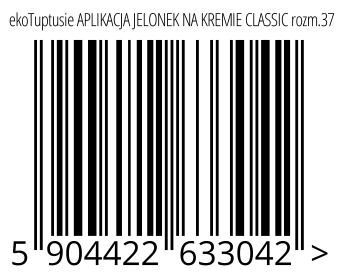 ekoTuptusie APLIKACJA JELONEK NA KREMIE CLASSIC rozm.37
5 904422 633042 >